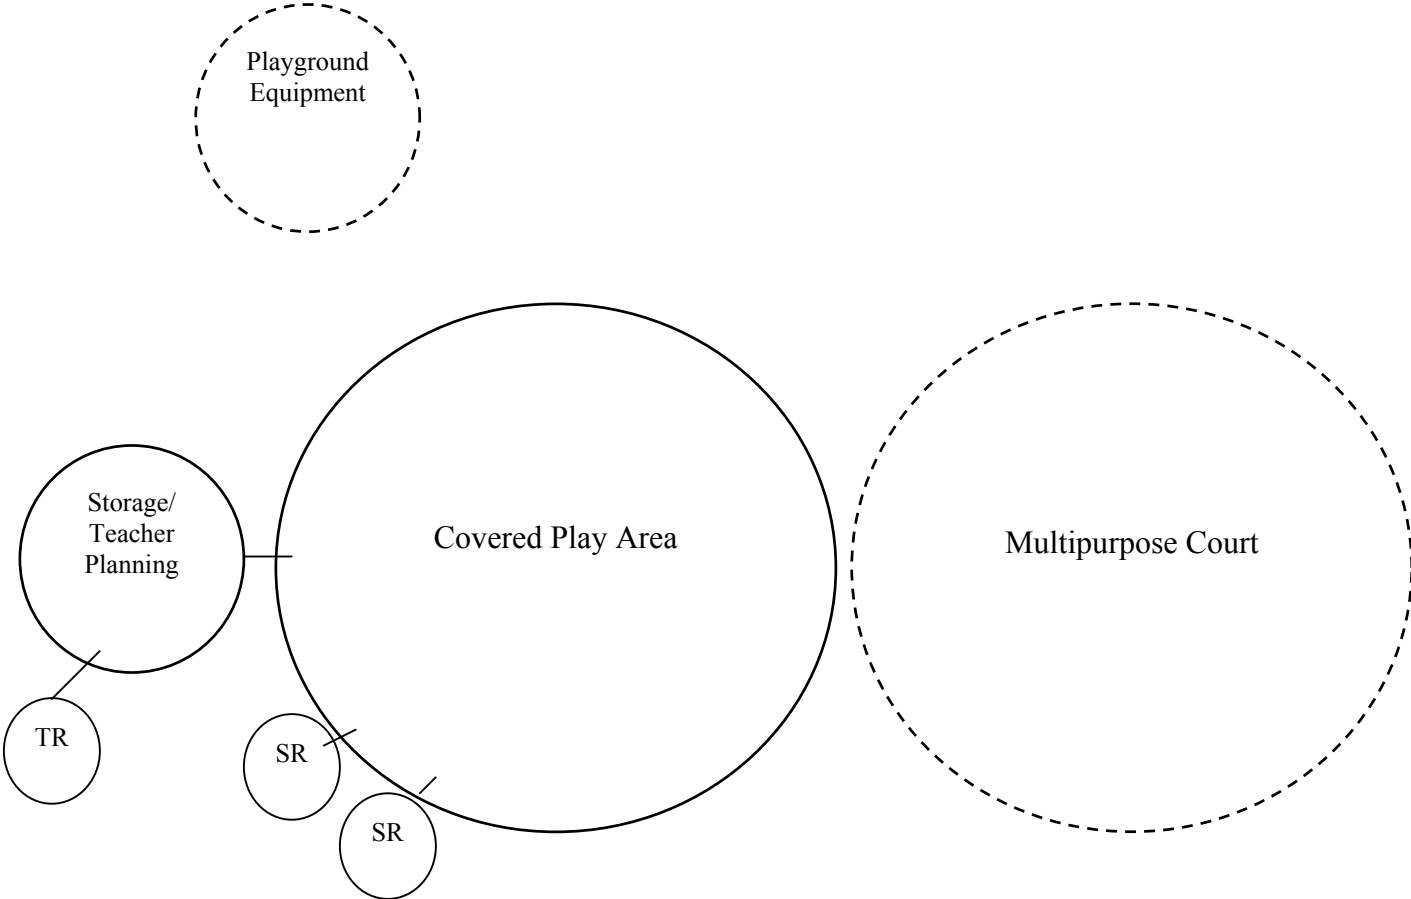 Playground
Equipment
Storage/
Teacher
Planning
Covered Play Area
Multipurpose Court
TR
SR
SR